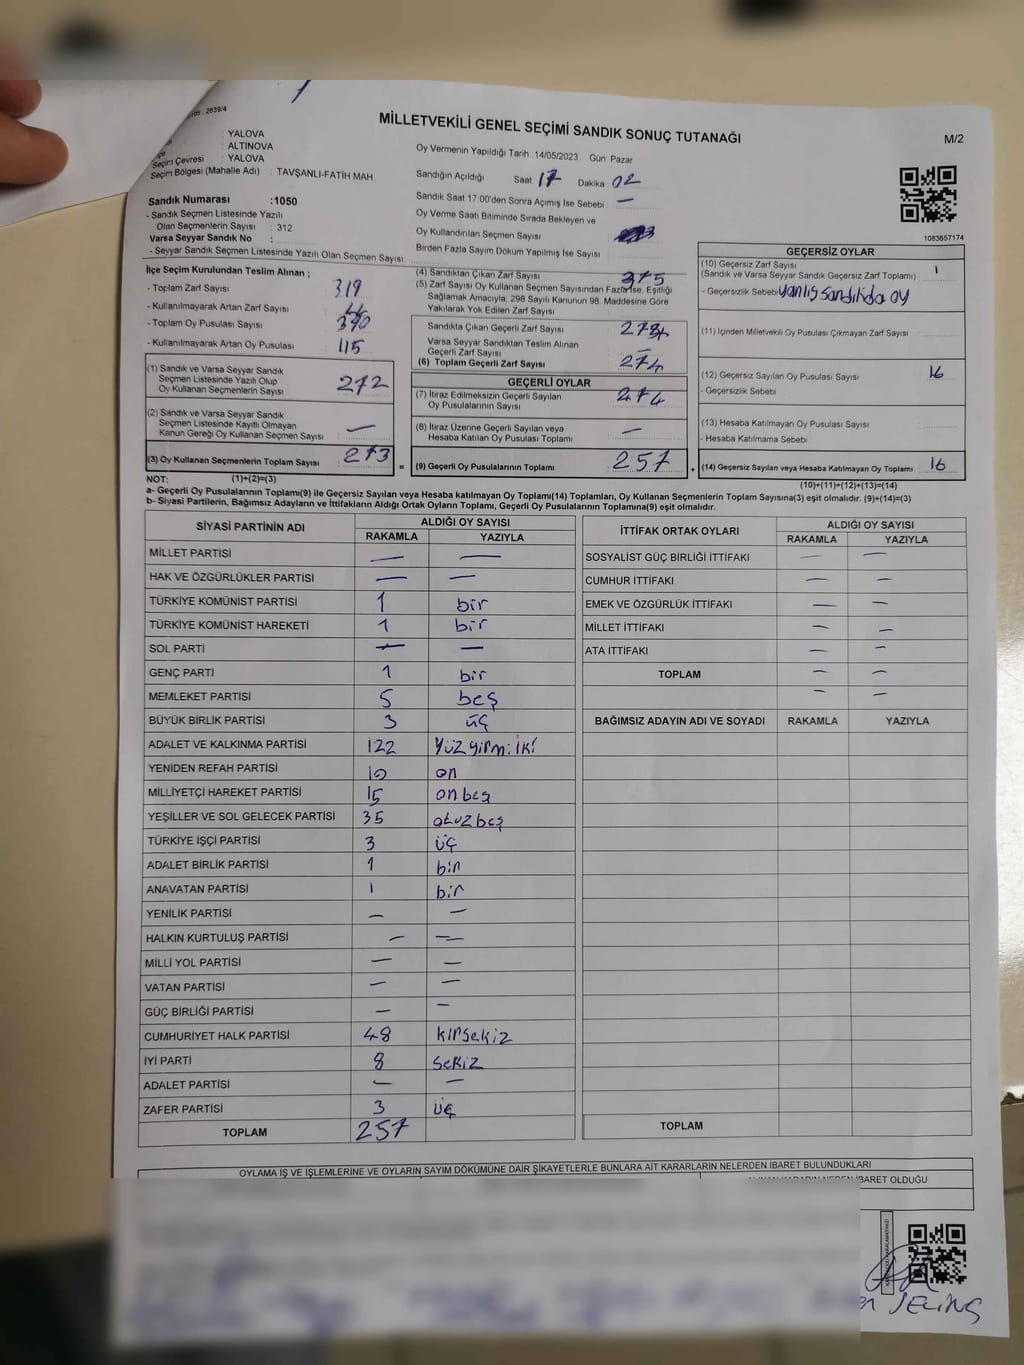 MİLLETVEKİLİ GENEL SEÇİMİ SANDIK SONUÇ TUTANAĞI
M/2
2839/4
YALOVA
ALTINOVA
Seçim Çevresi : YALOVA
Seçim Bölgesi (Mahalle Adı) : TAVŞANLI-FATİH MAH.
Sandık Numarası :1050
- Sandık Seçmen Listesinde Yazılı
Olan Seçmenlerin Sayısı : 312
Varsa Seyyar Sandık No :
- Seyyar Sandık Seçmen Listesinde Yazılı Olan Seçmen Sayısı
Oy Vermenin Yapıldığı Tarih 14/05/2023 Gün Pazar
Sandığın Açıldığı Saat 17 Dakika 02
Sandık Saat 17:00'den Sonra Açımış İse Sebebi —
Oy Verme Saati Bitiminde Sırada Bekleyen ve
Oy Kullandırılan Seçmen Sayısı
Birden Fazla Sayım Döküm Yapılmış İse Sayısı
1083657174
İlçe Seçim Kurulundan Teslim Alınan ;
- Toplam Zarf Sayısı 319
- Kullanılmayarak Artan Zarf Sayısı
- Toplam Oy Pusulası Sayısı 390
- Kullanılmayarak Artan Oy Pusulası 115
(1) Sandık ve Varsa Seyyar Sandık
Seçmen Listesinde Yazılı Olup
Oy Kullanan Seçmenlerin Sayısı 272
(2) Sandık ve Varsa Seyyar Sandık
Seçmen Listesinde Kayıtlı Olmayan
Kanun Gereği Oy Kullanan Seçmen Sayısı —
(3) Oy Kullanan Seçmenlerin Toplam Sayısı 273
(4) Sandıktan Çıkan Zarf Sayısı 375
(5) Zarf Sayısı Oy Kullanan Seçmen Sayısından Fazla İse, Eşitliği
Sağlamak Amacıyla; 298 Sayılı Kanunun 98. Maddesine Göre
Yakılarak Yok Edilen Zarf Sayısı
Sandıkta Çıkan Geçerli Zarf Sayısı
Varsa Seyyar Sandıktan Teslim Alınan
Geçerli Zarf Sayısı —
(6) Toplam Geçerli Zarf Sayısı 274
GEÇERLİ OYLAR
(7) İtiraz Edilmeksizin Geçerli Sayılan
Oy Pusulalarının Sayısı 274
(8) İtiraz Üzerine Geçerli Sayılan veya
Hesaba Katılan Oy Pusulası Toplamı —
= (9) Geçerli Oy Pusulalarının Toplamı 257
GEÇERSİZ OYLAR
(10) Geçersiz Zarf Sayısı
(Sandık ve Varsa Seyyar Sandık Geçersiz Zarf Toplamı) 1
- Geçersizlik Sebebi yanlış sandıkda oy
(11) İçinden Milletvekili Oy Pusulası Çıkmayan Zarf Sayısı
(12) Geçersiz Sayılan Oy Pusulası Sayısı 16
- Geçersizlik Sebebi
(13) Hesaba Katılmayan Oy Pusulası Sayısı
- Hesaba Katılmama Sebebi
+ (14) Geçersiz Sayılan veya Hesaba Katılmayan Oy Toplamı 16
NOT: (1)+(2)=(3) (10)+(11)+(12)+(13)=(14)
a- Geçerli Oy Pusulalarının Toplamı(9) ile Geçersiz Sayılan veya Hesaba katılmayan Oy Toplamı(14) Toplamları, Oy Kullanan Seçmenlerin Toplam Sayısına(3) eşit olmalıdır. (9)+(14)=(3)
b- Siyasi Partilerin, Bağımsız Adayların ve İttifakların Aldığı Ortak Oyların Toplamı, Geçerli Oy Pusulalarının Toplamına(9) eşit olmalıdır.
SİYASİ PARTİNİN ADI ALDIĞI OY SAYISI
RAKAMLA YAZIYLA
MİLLET PARTİSİ — —
HAK VE ÖZGÜRLÜKLER PARTİSİ — —
TÜRKİYE KOMÜNİST PARTİSİ 1 bir
TÜRKİYE KOMÜNİST HAREKETİ 1 bir
SOL PARTİ — —
GENÇ PARTİ 1 bir
MEMLEKET PARTİSİ 5 beş
BÜYÜK BİRLİK PARTİSİ 3 üç
ADALET VE KALKINMA PARTİSİ 122 yüz yirmi iki
YENİDEN REFAH PARTİSİ 10 on
MİLLİYETÇİ HAREKET PARTİSİ 15 on beş
YEŞİLLER VE SOL GELECEK PARTİSİ 35 otuz beş
TÜRKİYE İŞÇİ PARTİSİ 3 üç
ADALET BİRLİK PARTİSİ 1 bir
ANAVATAN PARTİSİ 1 bir
YENİLİK PARTİSİ — —
HALKIN KURTULUŞ PARTİSİ — —
MİLLİ YOL PARTİSİ — —
VATAN PARTİSİ — —
GÜÇ BİRLİĞİ PARTİSİ — —
CUMHURİYET HALK PARTİSİ 48 kırsekiz
İYİ PARTİ 8 sekiz
ADALET PARTİSİ — —
ZAFER PARTİSİ 3 üç
TOPLAM 257
İTTİFAK ORTAK OYLARI ALDIĞI OY SAYISI
RAKAMLA YAZIYLA
SOSYALİST GÜÇ BİRLİĞİ İTTİFAKI — —
CUMHUR İTTİFAKI — —
EMEK VE ÖZGÜRLÜK İTTİFAKI — —
MİLLET İTTİFAKI — —
ATA İTTİFAKI — —
TOPLAM — —
— —
BAĞIMSIZ ADAYIN ADI VE SOYADI RAKAMLA YAZIYLA
TOPLAM
OYLAMA İŞ VE İŞLEMLERİNE VE OYLARIN SAYIM DÖKÜMÜNE DAİR ŞİKAYETLERLE BUNLARA AİT KARARLARIN NELERDEN İBARET BULUNDUKLARI
İBARET OLDUĞU